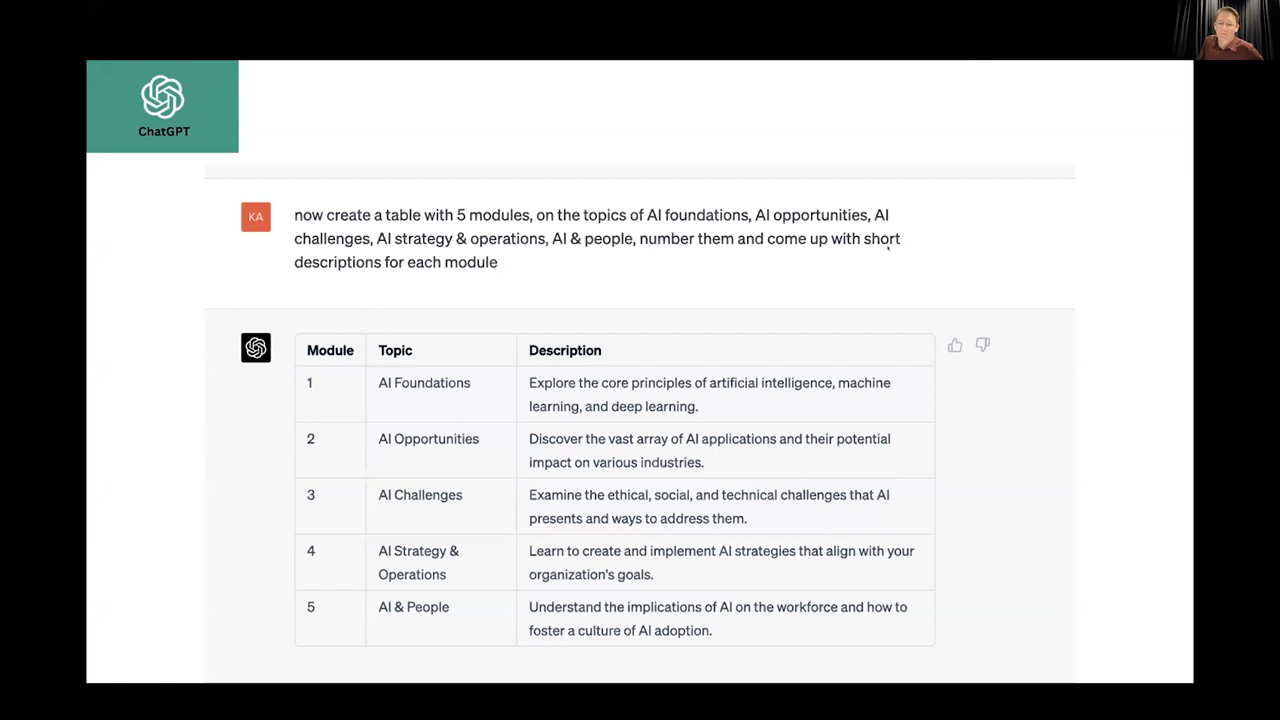 ChatGPT
KA
now create a table with 5 modules, on the topics of AI foundations, AI opportunities, AI
challenges, AI strategy & operations, AI & people, number them and come up with short
descriptions for each module
Module Topic Description
1 AI Foundations Explore the core principles of artificial intelligence, machine
learning, and deep learning.
2 AI Opportunities Discover the vast array of AI applications and their potential
impact on various industries.
3 AI Challenges Examine the ethical, social, and technical challenges that AI
presents and ways to address them.
4 AI Strategy & Learn to create and implement AI strategies that align with your
Operations organization's goals.
5 AI & People Understand the implications of AI on the workforce and how to
foster a culture of AI adoption.